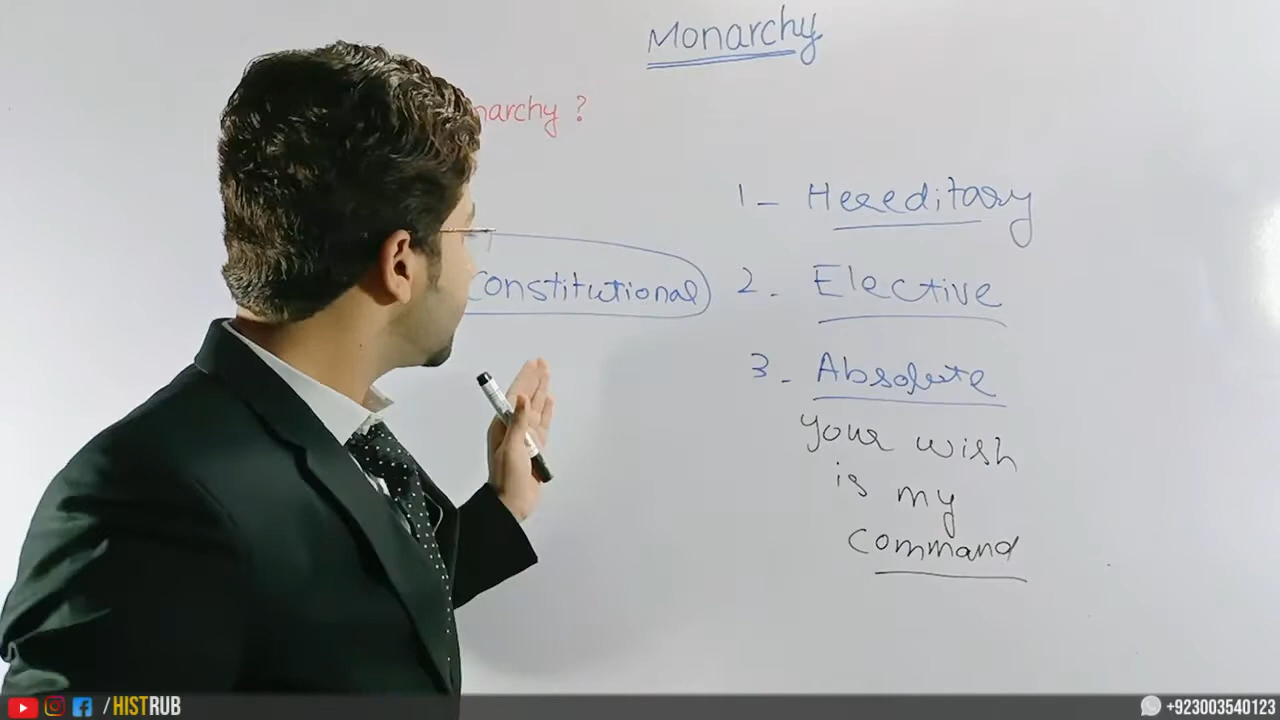 Monarchy
narchy ?
1- Hereditary
constitutional
2. Elective
3. Absolute
your wish
is my
command
/HISTRUB
+923003540123